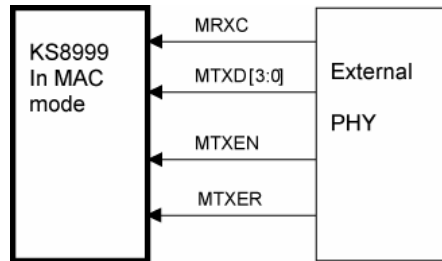 KS8999
In MAC
mode
MRXC
MTXD[3:0]
MTXEN
MTXER
External
PHY